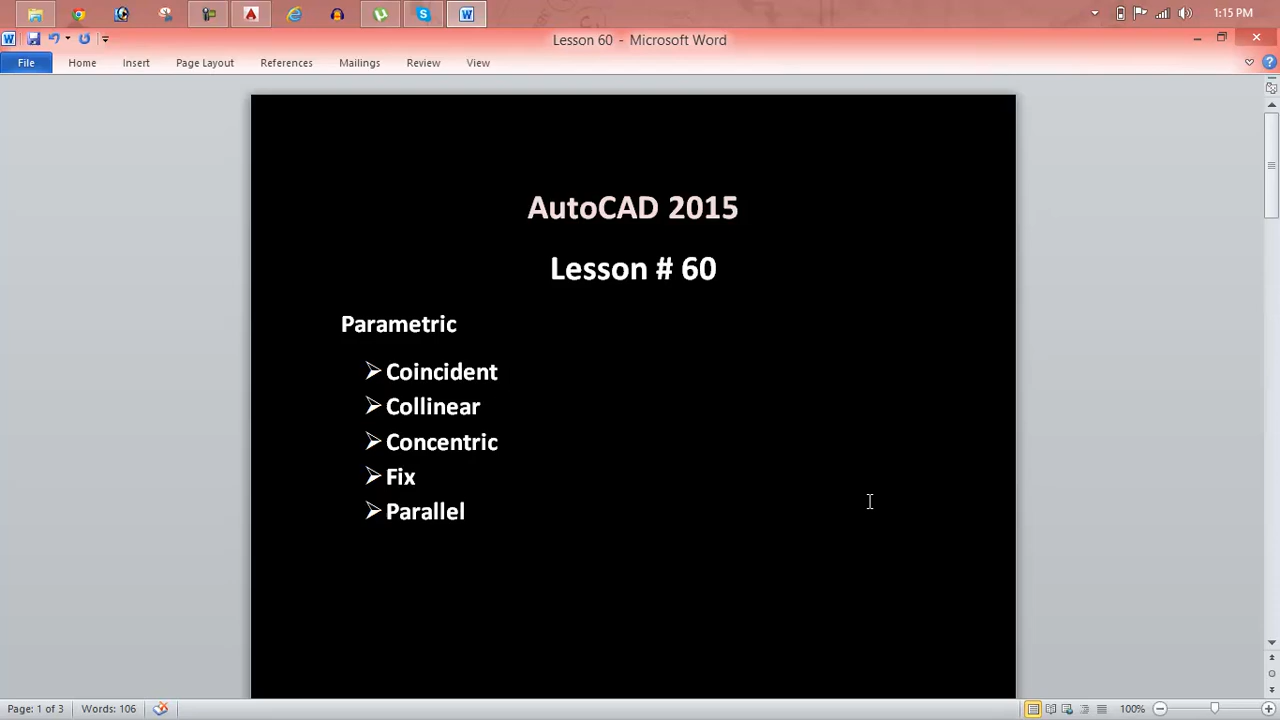 1:15 PM
Lesson 60 - Microsoft Word
File Home Insert Page Layout References Mailings Review View
AutoCAD 2015
Lesson # 60
Parametric
➢ Coincident
➢ Collinear
➢ Concentric
➢ Fix
➢ Parallel
Page: 1 of 3 Words: 106 100%